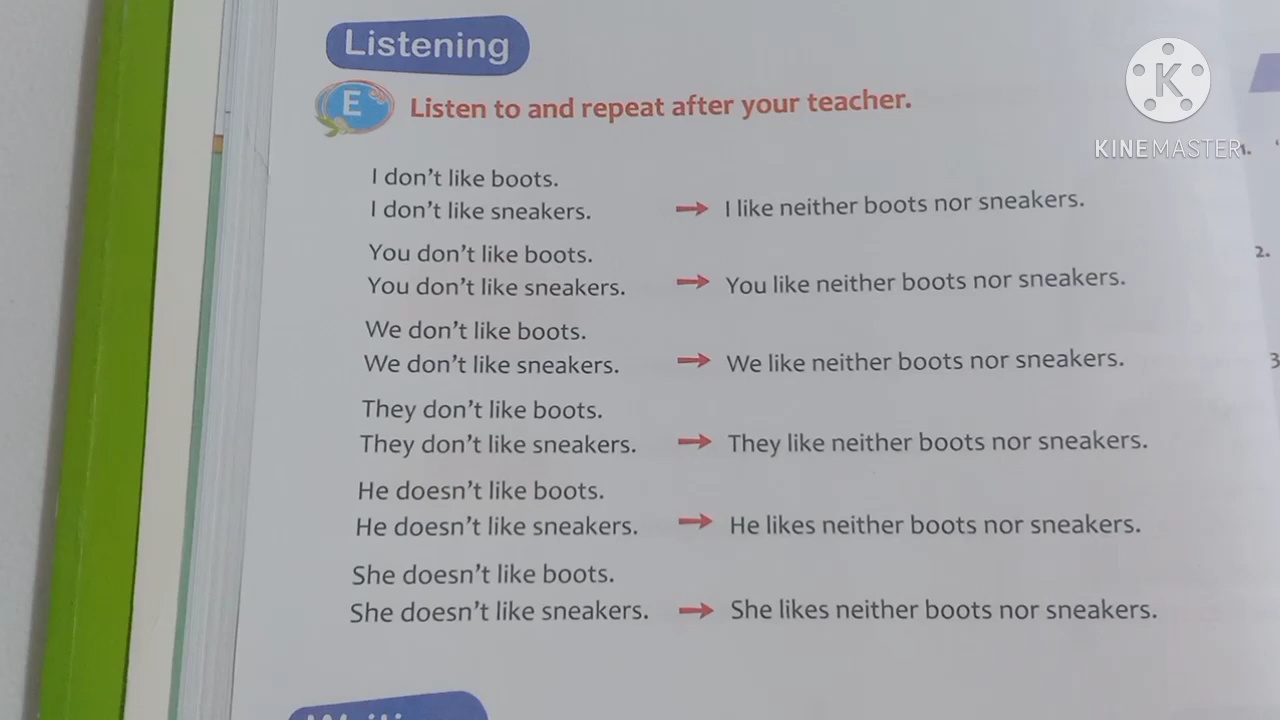 Listening
E Listen to and repeat after your teacher.
K
KINEMASTER
1.
I don't like boots.
I don't like sneakers. → I like neither boots nor sneakers.
You don't like boots.
2.
You don't like sneakers. → You like neither boots nor sneakers.
We don't like boots.
We don't like sneakers. → We like neither boots nor sneakers.
3
They don't like boots.
They don't like sneakers. → They like neither boots nor sneakers.
He doesn't like boots.
He doesn't like sneakers. → He likes neither boots nor sneakers.
She doesn't like boots.
She doesn't like sneakers. → She likes neither boots nor sneakers.